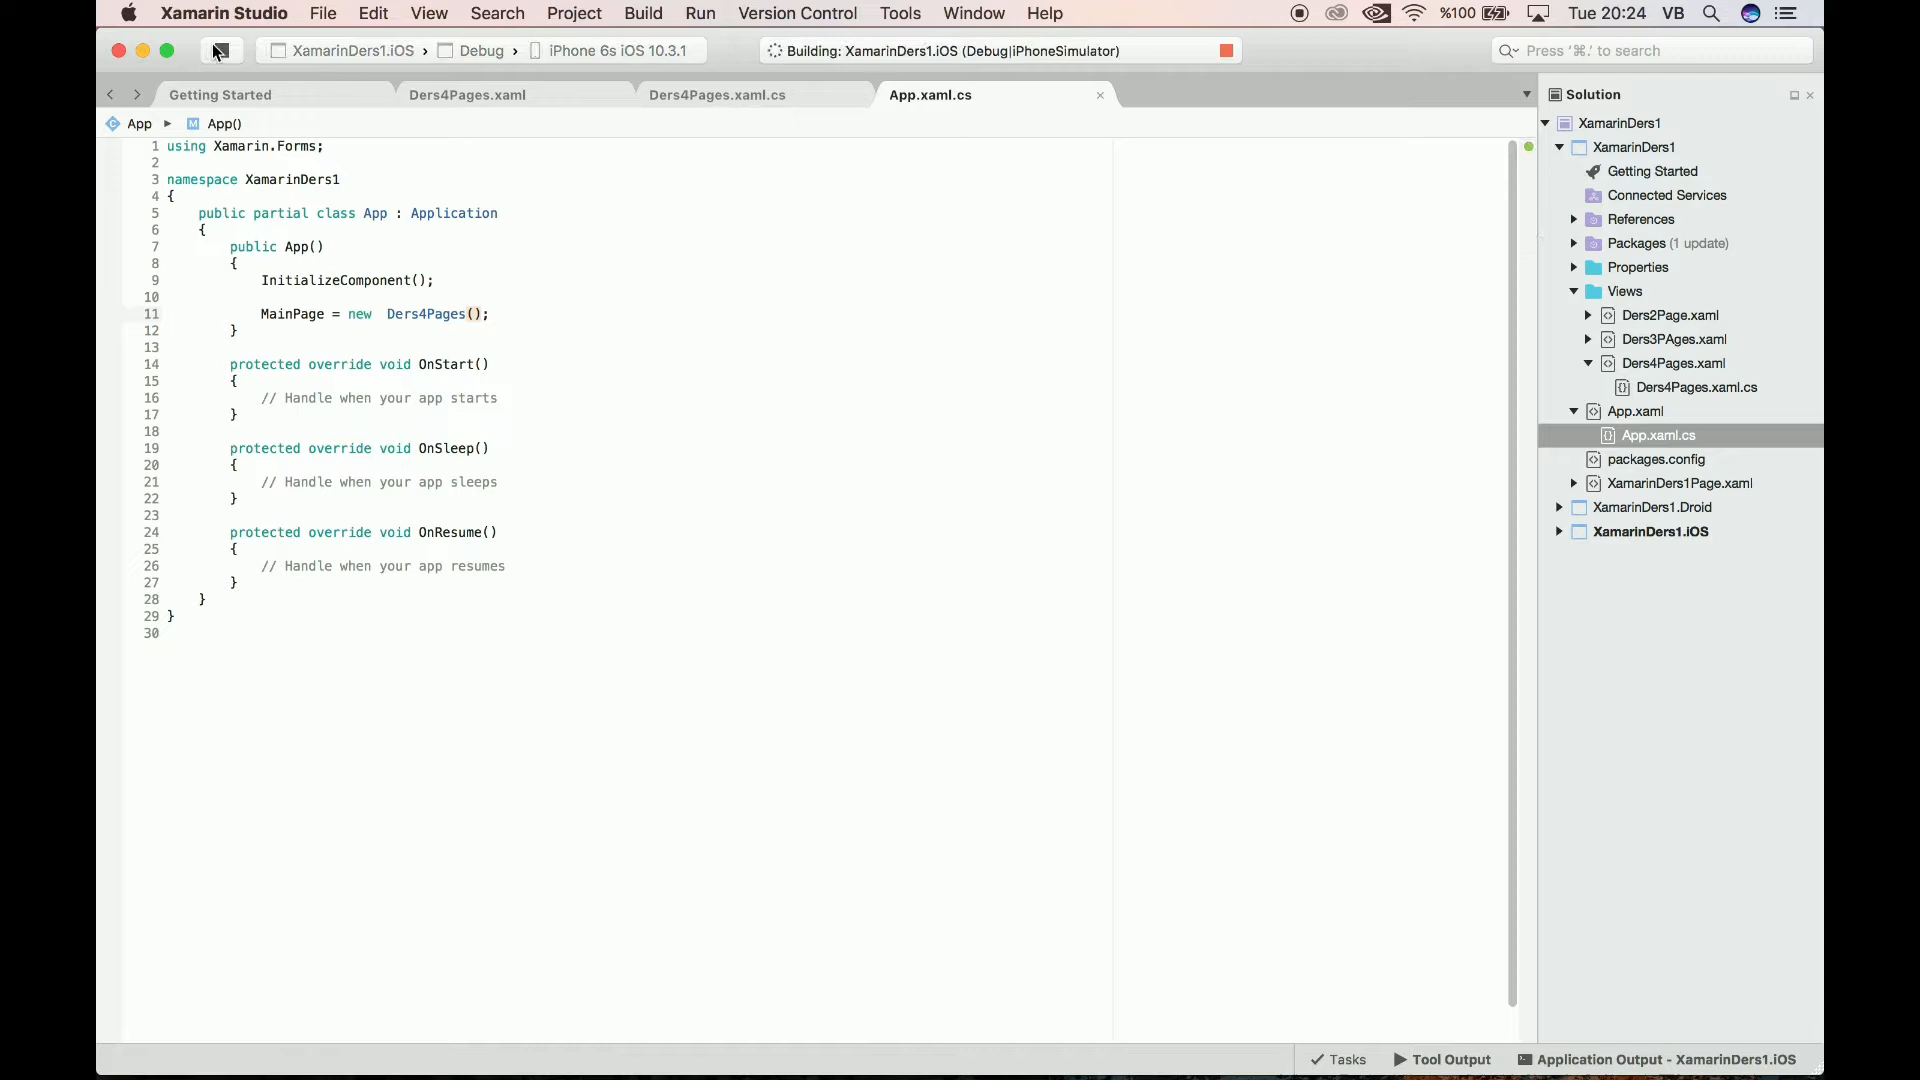 Xamarin Studio File Edit View Search Project Build Run Version Control Tools Window Help %100 Tue 20:24 VB
XamarinDers1.iOS › Debug › iPhone 6s iOS 10.3.1 Building: XamarinDers1.iOS (Debug|iPhoneSimulator) Press '⌘.' to search
Getting Started Ders4Pages.xaml Ders4Pages.xaml.cs App.xaml.cs
App App()
1 using Xamarin.Forms;
2
3 namespace XamarinDers1
4 {
5 public partial class App : Application
6 {
7 public App()
8 {
9 InitializeComponent();
10
11 MainPage = new Ders4Pages();
12 }
13
14 protected override void OnStart()
15 {
16 // Handle when your app starts
17 }
18
19 protected override void OnSleep()
20 {
21 // Handle when your app sleeps
22 }
23
24 protected override void OnResume()
25 {
26 // Handle when your app resumes
27 }
28 }
29 }
30
Solution
XamarinDers1
XamarinDers1
Getting Started
Connected Services
References
Packages (1 update)
Properties
Views
Ders2Page.xaml
Ders3PAges.xaml
Ders4Pages.xaml
Ders4Pages.xaml.cs
App.xaml
App.xaml.cs
packages.config
XamarinDers1Page.xaml
XamarinDers1.Droid
XamarinDers1.iOS
Tasks Tool Output Application Output - XamarinDers1.iOS